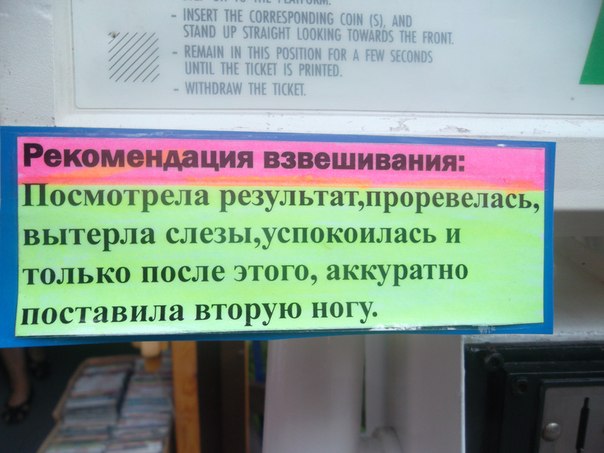 - INSERT THE CORRESPONDING COIN (S), AND
STAND UP STRAIGHT LOOKING TOWARDS THE FRONT.
- REMAIN IN THIS POSITION FOR A FEW SECONDS
UNTIL THE TICKET IS PRINTED.
- WITHDRAW THE TICKET.
Рекомендация взвешивания:
Посмотрела результат,проревелась,
вытерла слезы,успокоилась и
только после этого, аккуратно
поставила вторую ногу.